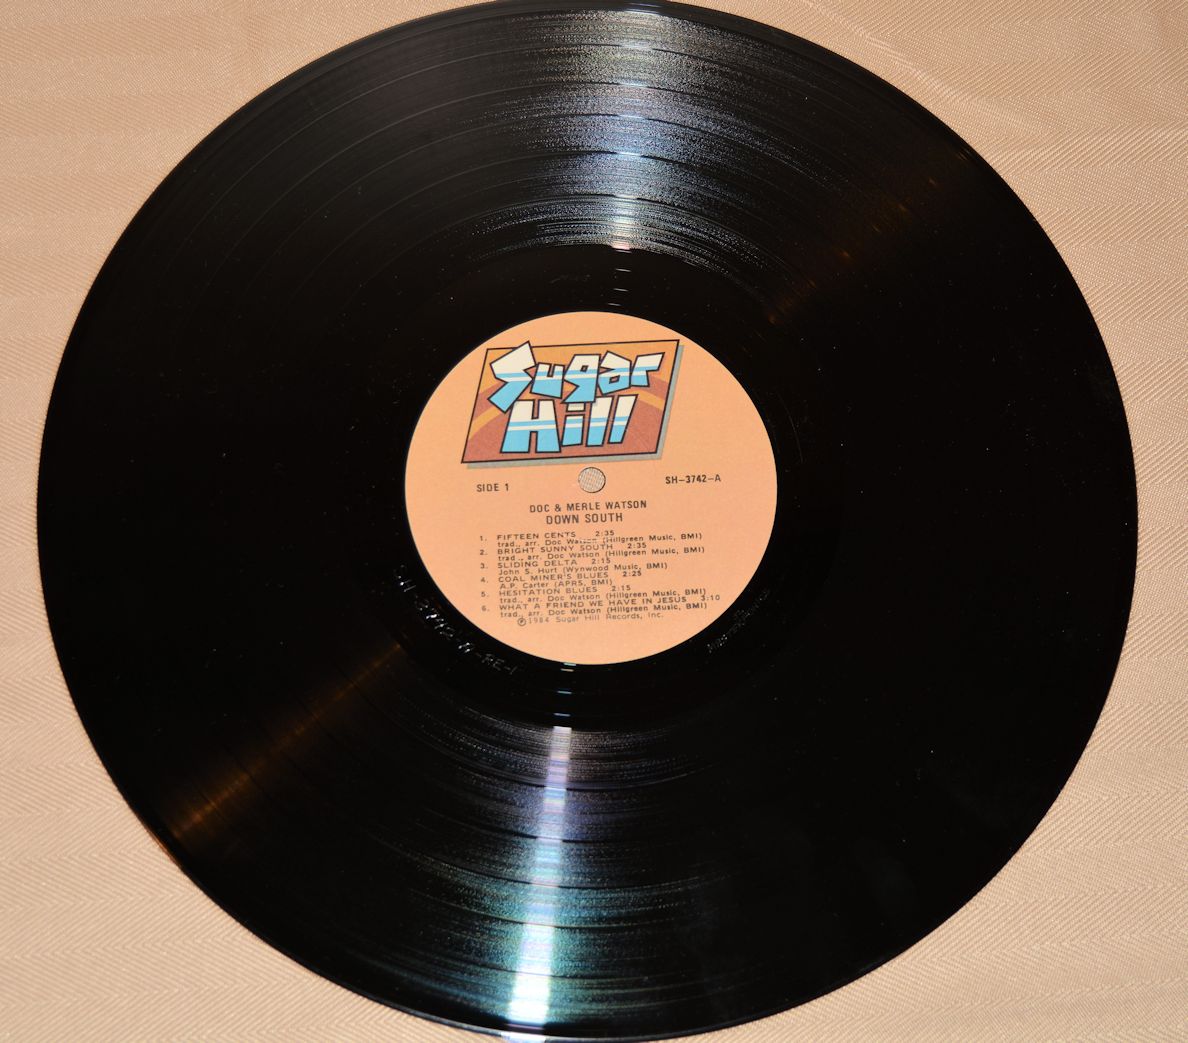 Sugar
Hill
SIDE 1
SH-3742-A
DOC & MERLE WATSON
DOWN SOUTH
1. FIFTEEN CENTS 2:35
trad., arr. Doc Watson (Hillgreen Music, BMI)
2. BRIGHT SUNNY SOUTH 2:35
trad., arr. Doc Watson (Hillgreen Music, BMI)
3. SLIDING DELTA 2:15
John S. Hurt (Wynwood Music, BMI)
4. COAL MINER'S BLUES 2:25
A.P. Carter (APRS, BMI)
5. HESITATION BLUES 2:15
trad., arr. Doc Watson (Hillgreen Music, BMI)
6. WHAT A FRIEND WE HAVE IN JESUS 3:10
trad., arr. Doc Watson (Hillgreen Music, BMI)
℗ 1984 Sugar Hill Records, Inc.